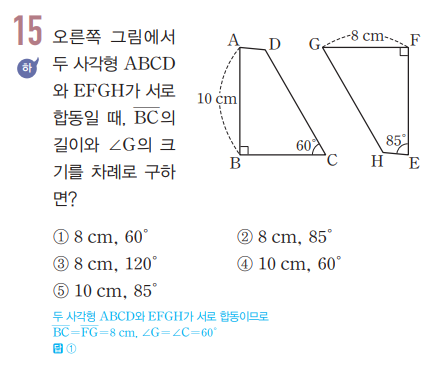 15
하
오른쪽 그림에서
두 사각형 ABCD
와 EFGH가 서로
합동일 때, BC의
길이와 ∠G의 크
기를 차례로 구하
면?
A D G 8 cm F
10 cm
60° 85°
B C H E
① 8 cm, 60° ② 8 cm, 85°
③ 8 cm, 120° ④ 10 cm, 60°
⑤ 10 cm, 85°
두 사각형 ABCD와 EFGH가 서로 합동이므로
BC=FG=8 cm, ∠G=∠C=60°
답 ①